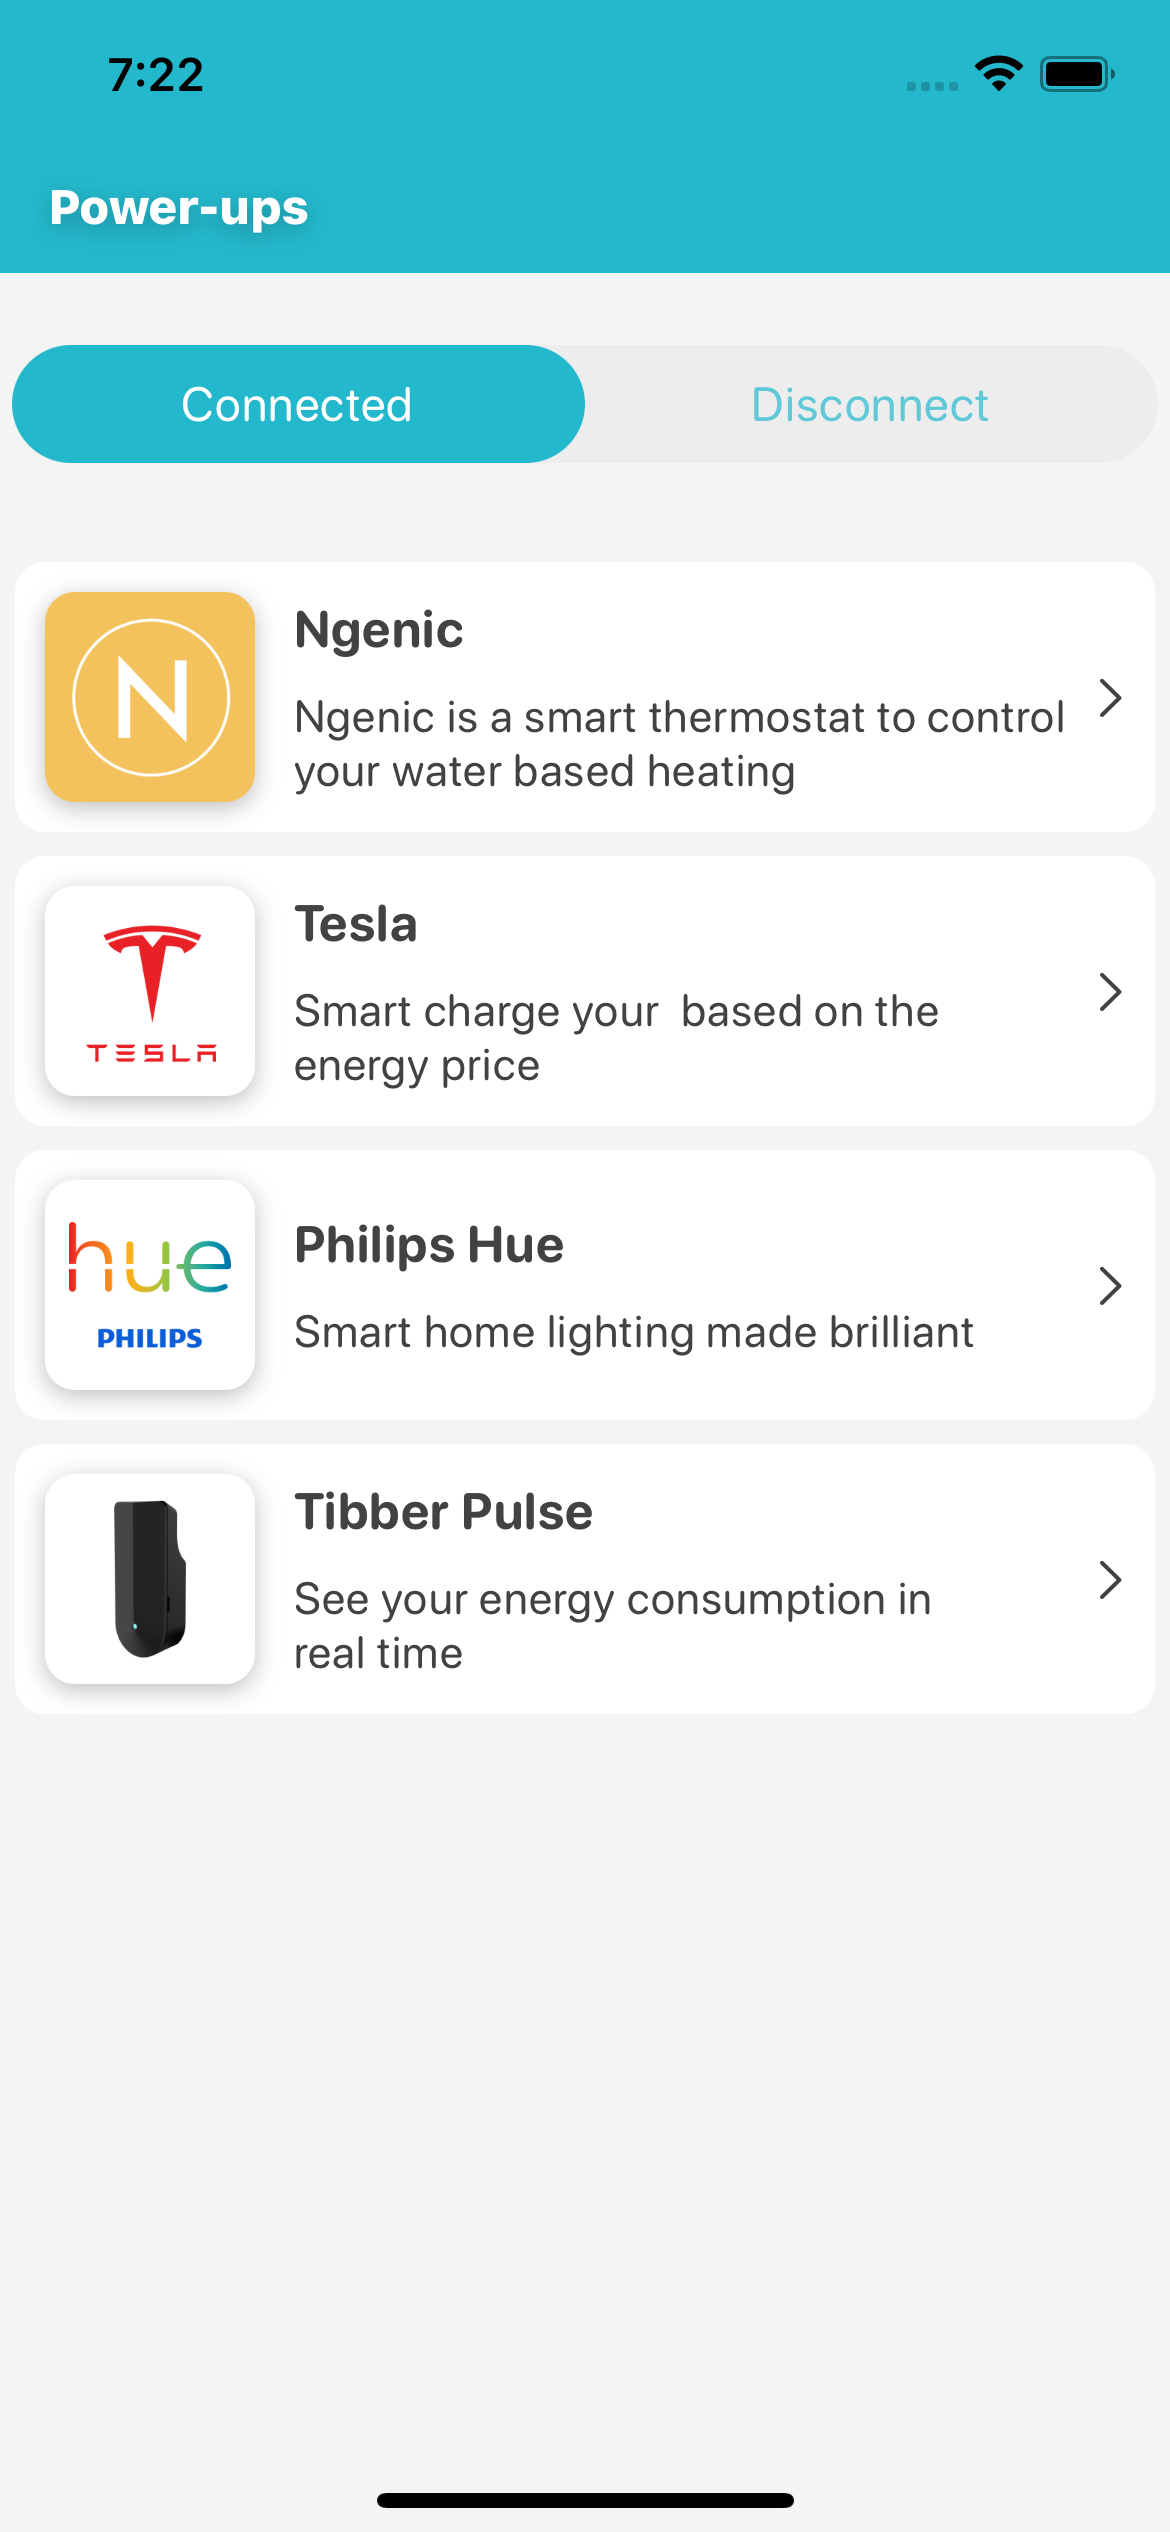 7:22
Power-ups
Connected
Disconnect
N
Ngenic
Ngenic is a smart thermostat to control
your water based heating
TESLA
Tesla
Smart charge your  based on the
energy price
hue
PHILIPS
Philips Hue
Smart home lighting made brilliant
Tibber Pulse
See your energy consumption in
real time